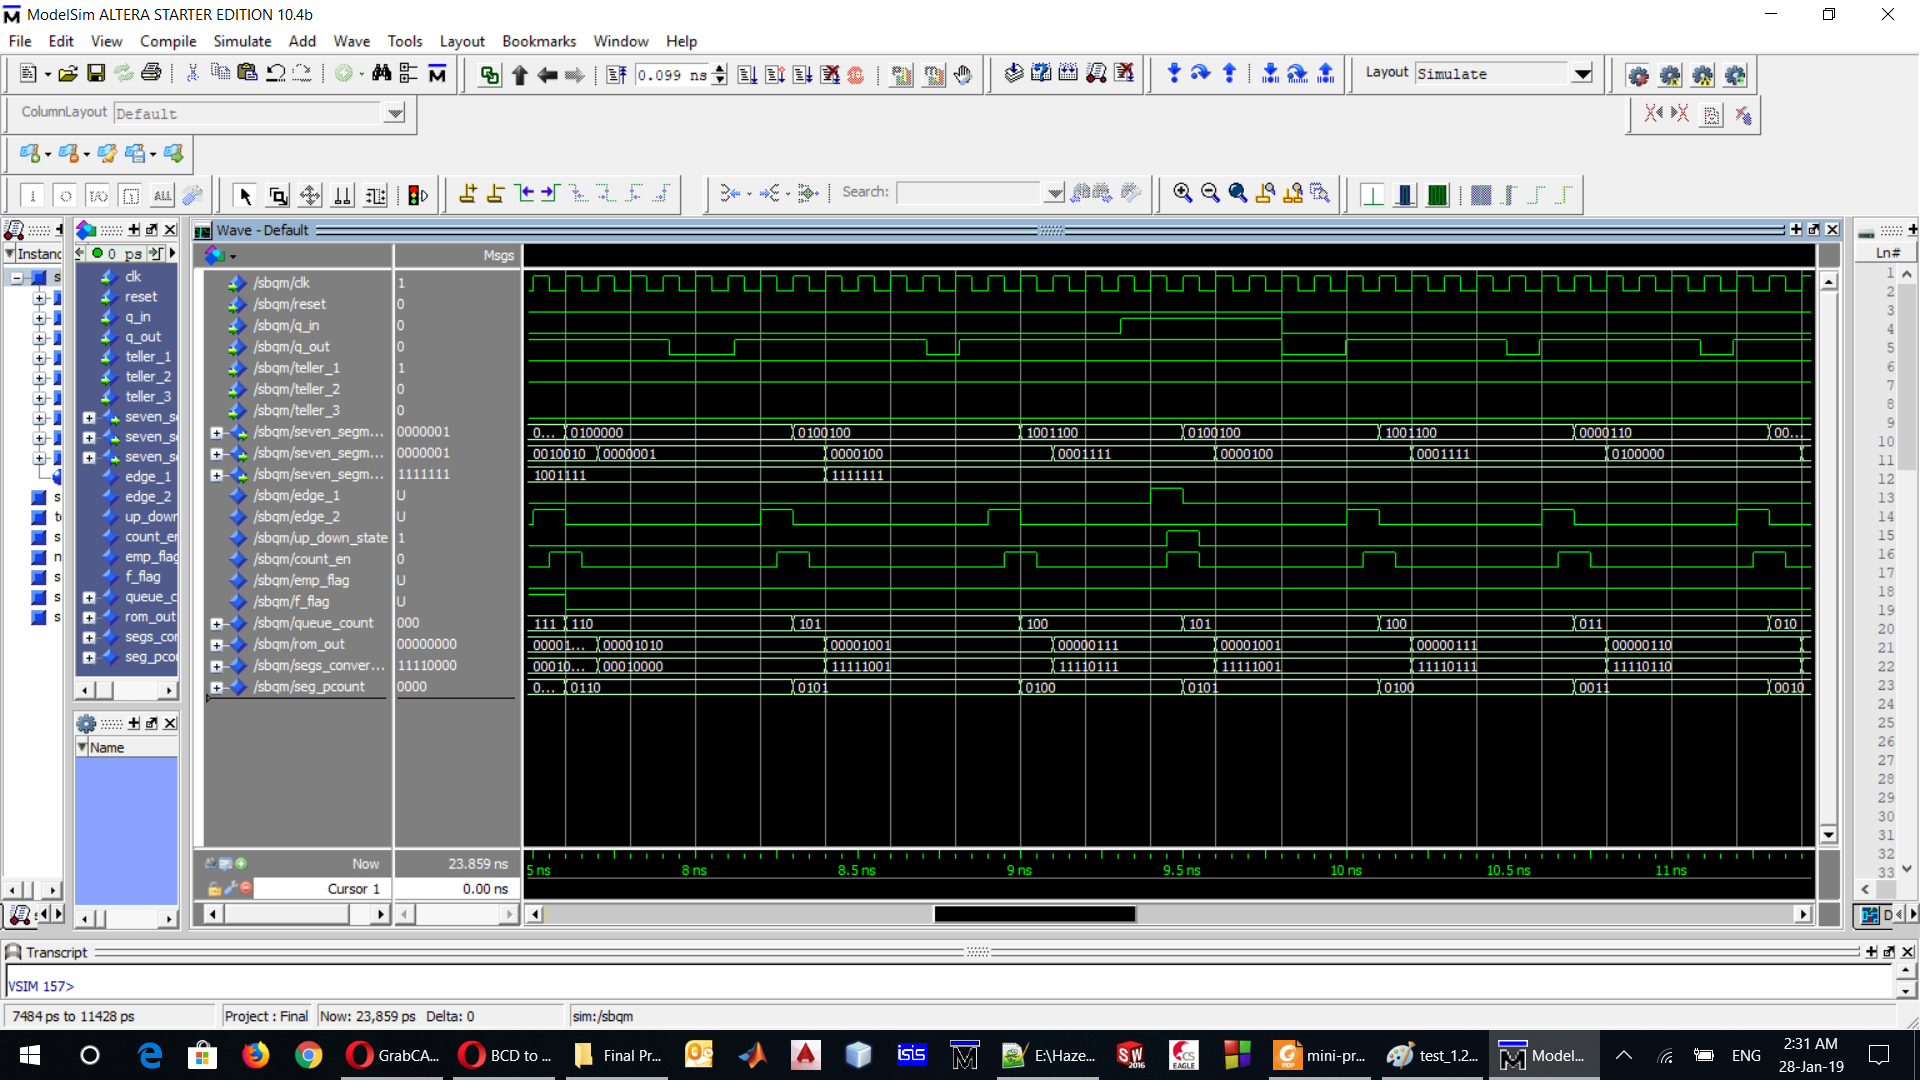 ModelSim ALTERA STARTER EDITION 10.4b
File Edit View Compile Simulate Add Wave Tools Layout Bookmarks Window Help
0.099 ns
Layout Simulate
ColumnLayout Default
ALL
Search:
Instanc
0 ps
Wave - Default
Msgs
Ln#
clk
reset
q_in
q_out
teller_1
teller_2
teller_3
seven_s
seven_s
seven_s
edge_1
edge_2
up_down
count_er
emp_flag
f_flag
queue_c
rom_out
segs_cor
seg_pcou
Name
/sbqm/clk 1
/sbqm/reset 0
/sbqm/q_in 0
/sbqm/q_out 0
/sbqm/teller_1 1
/sbqm/teller_2 0
/sbqm/teller_3 0
/sbqm/seven_segm... 0000001 0... 0100000 0100100 1001100 0100100 1001100 0000110 00...
/sbqm/seven_segm... 0000001 0010010 0000001 0000100 0001111 0000100 0001111 0100000
/sbqm/seven_segm... 1111111 1001111 1111111
/sbqm/edge_1 U
/sbqm/edge_2 U
/sbqm/up_down_state 1
/sbqm/count_en 0
/sbqm/emp_flag U
/sbqm/f_flag U
/sbqm/queue_count 000 111 110 101 100 101 100 011 010
/sbqm/rom_out 00000000 00001... 00001010 00001001 00000111 00001001 00000111 00000110
/sbqm/segs_conver... 11110000 00010... 00010000 11111001 11110111 11111001 11110111 11110110
/sbqm/seg_pcount 0000 0... 0110 0101 0100 0101 0100 0011 0010
Now 23.859 ns
Cursor 1 0.00 ns
5 ns 8 ns 8.5 ns 9 ns 9.5 ns 10 ns 10.5 ns 11 ns
1
2
3
4
5
6
7
8
9
10
11
12
13
14
15
16
17
18
19
20
21
22
23
24
25
26
27
28
29
30
31
32
33
Transcript
VSIM 157>
7484 ps to 11428 ps Project : Final Now: 23,859 ps Delta: 0 sim:/sbqm
GrabCA... BCD to ... Final Pr... isis E:\Haze... SW 2016 CS EAGLE PDF mini-pr... test_1.2... Model... ENG
2:31 AM
28-Jan-19